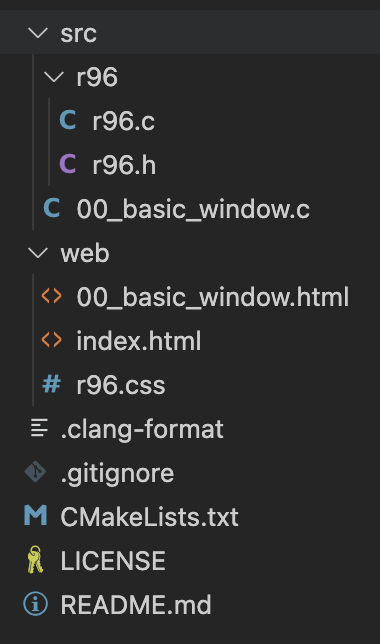 src
r96
C r96.c
C r96.h
C 00_basic_window.c
web
<> 00_basic_window.html
<> index.html
# r96.css
.clang-format
.gitignore
M CMakeLists.txt
LICENSE
i README.md